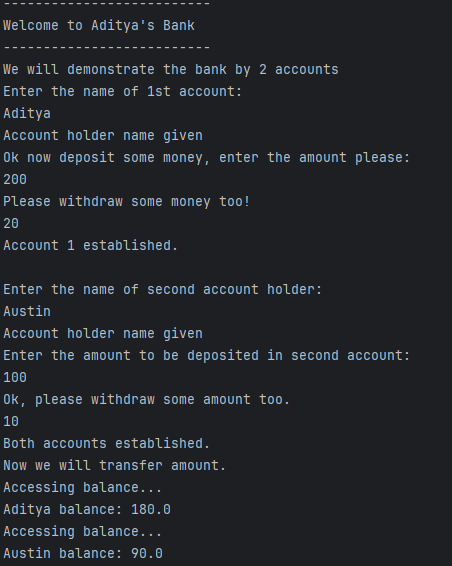 --------------------------
Welcome to Aditya's Bank
--------------------------
We will demonstrate the bank by 2 accounts
Enter the name of 1st account:
Aditya
Account holder name given
Ok now deposit some money, enter the amount please:
200
Please withdraw some money too!
20
Account 1 established.

Enter the name of second account holder:
Austin
Account holder name given
Enter the amount to be deposited in second account:
100
Ok, please withdraw some amount too.
10
Both accounts established.
Now we will transfer amount.
Accessing balance...
Aditya balance: 180.0
Accessing balance...
Austin balance: 90.0